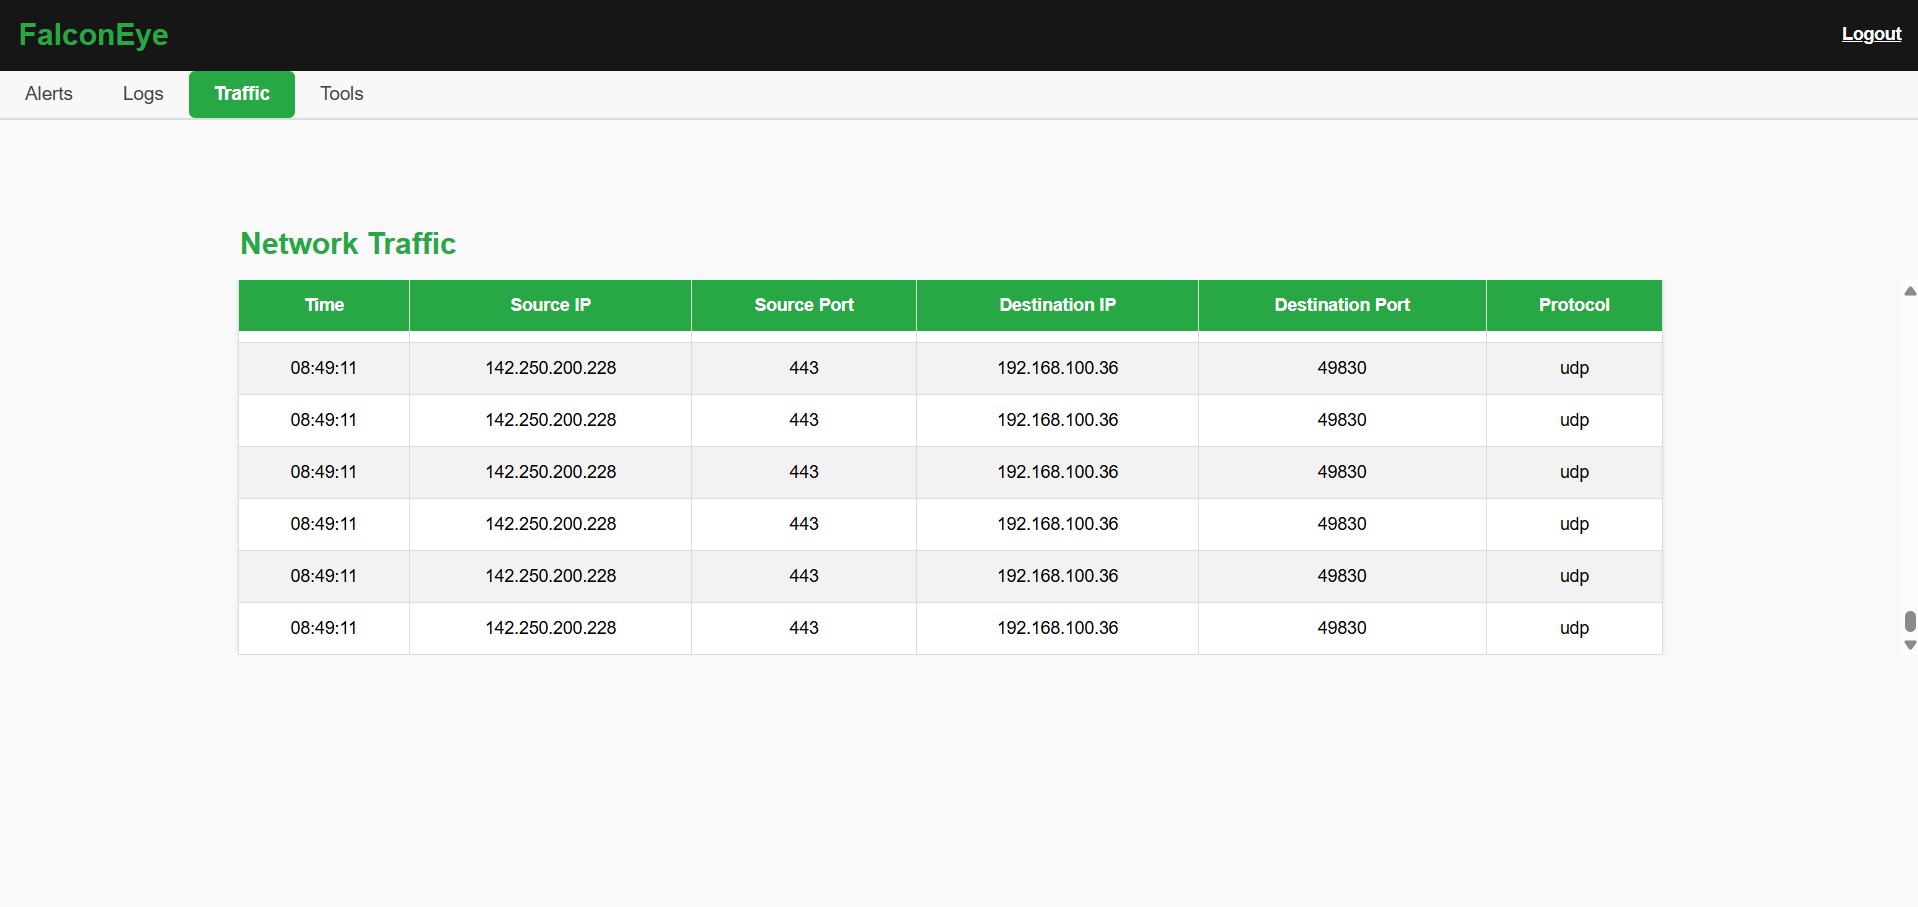 FalconEye
Logout
Alerts Logs Traffic Tools
Network Traffic
Time Source IP Source Port Destination IP Destination Port Protocol
08:49:11 142.250.200.228 443 192.168.100.36 49830 udp
08:49:11 142.250.200.228 443 192.168.100.36 49830 udp
08:49:11 142.250.200.228 443 192.168.100.36 49830 udp
08:49:11 142.250.200.228 443 192.168.100.36 49830 udp
08:49:11 142.250.200.228 443 192.168.100.36 49830 udp
08:49:11 142.250.200.228 443 192.168.100.36 49830 udp